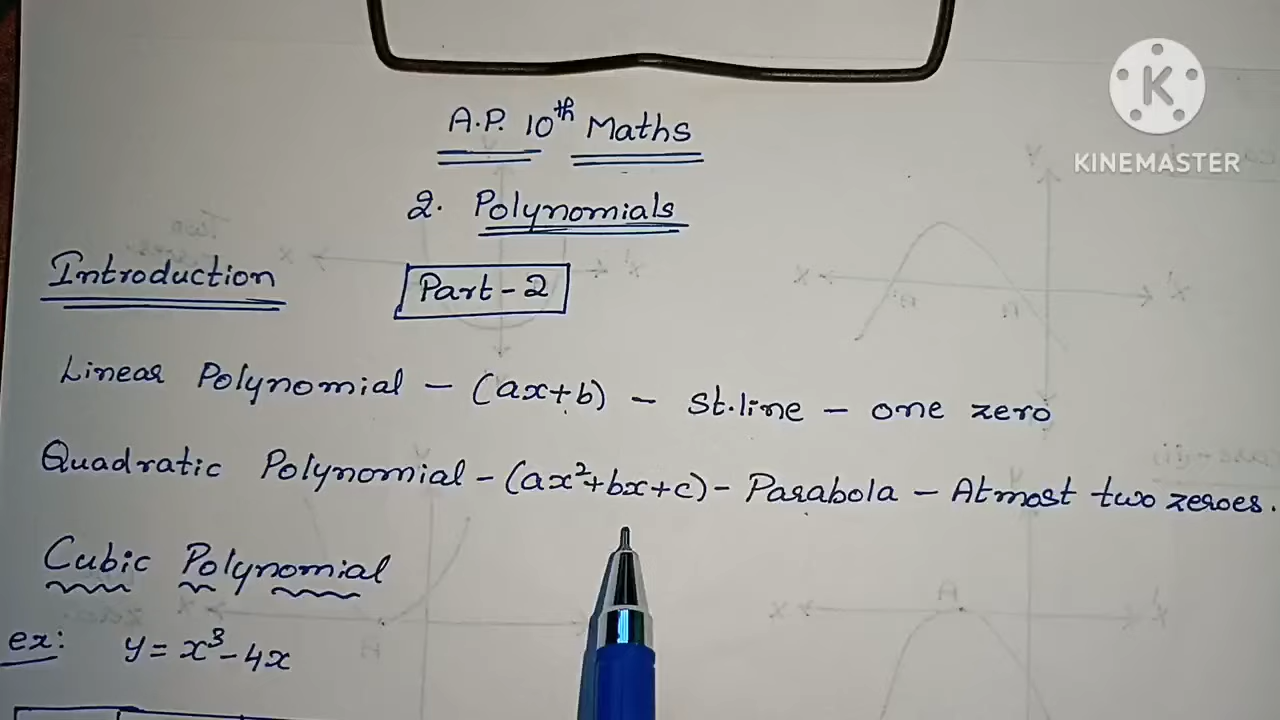 A.P. 10th Maths
2. Polynomials
Introduction
Part-2
Linear Polynomial - (ax+b) - St.line - one zero
Quadratic Polynomial - (ax²+bx+c) - Parabola - Atmost two zeroes.
Cubic Polynomial
ex: y = x³-4x
KINEMASTER